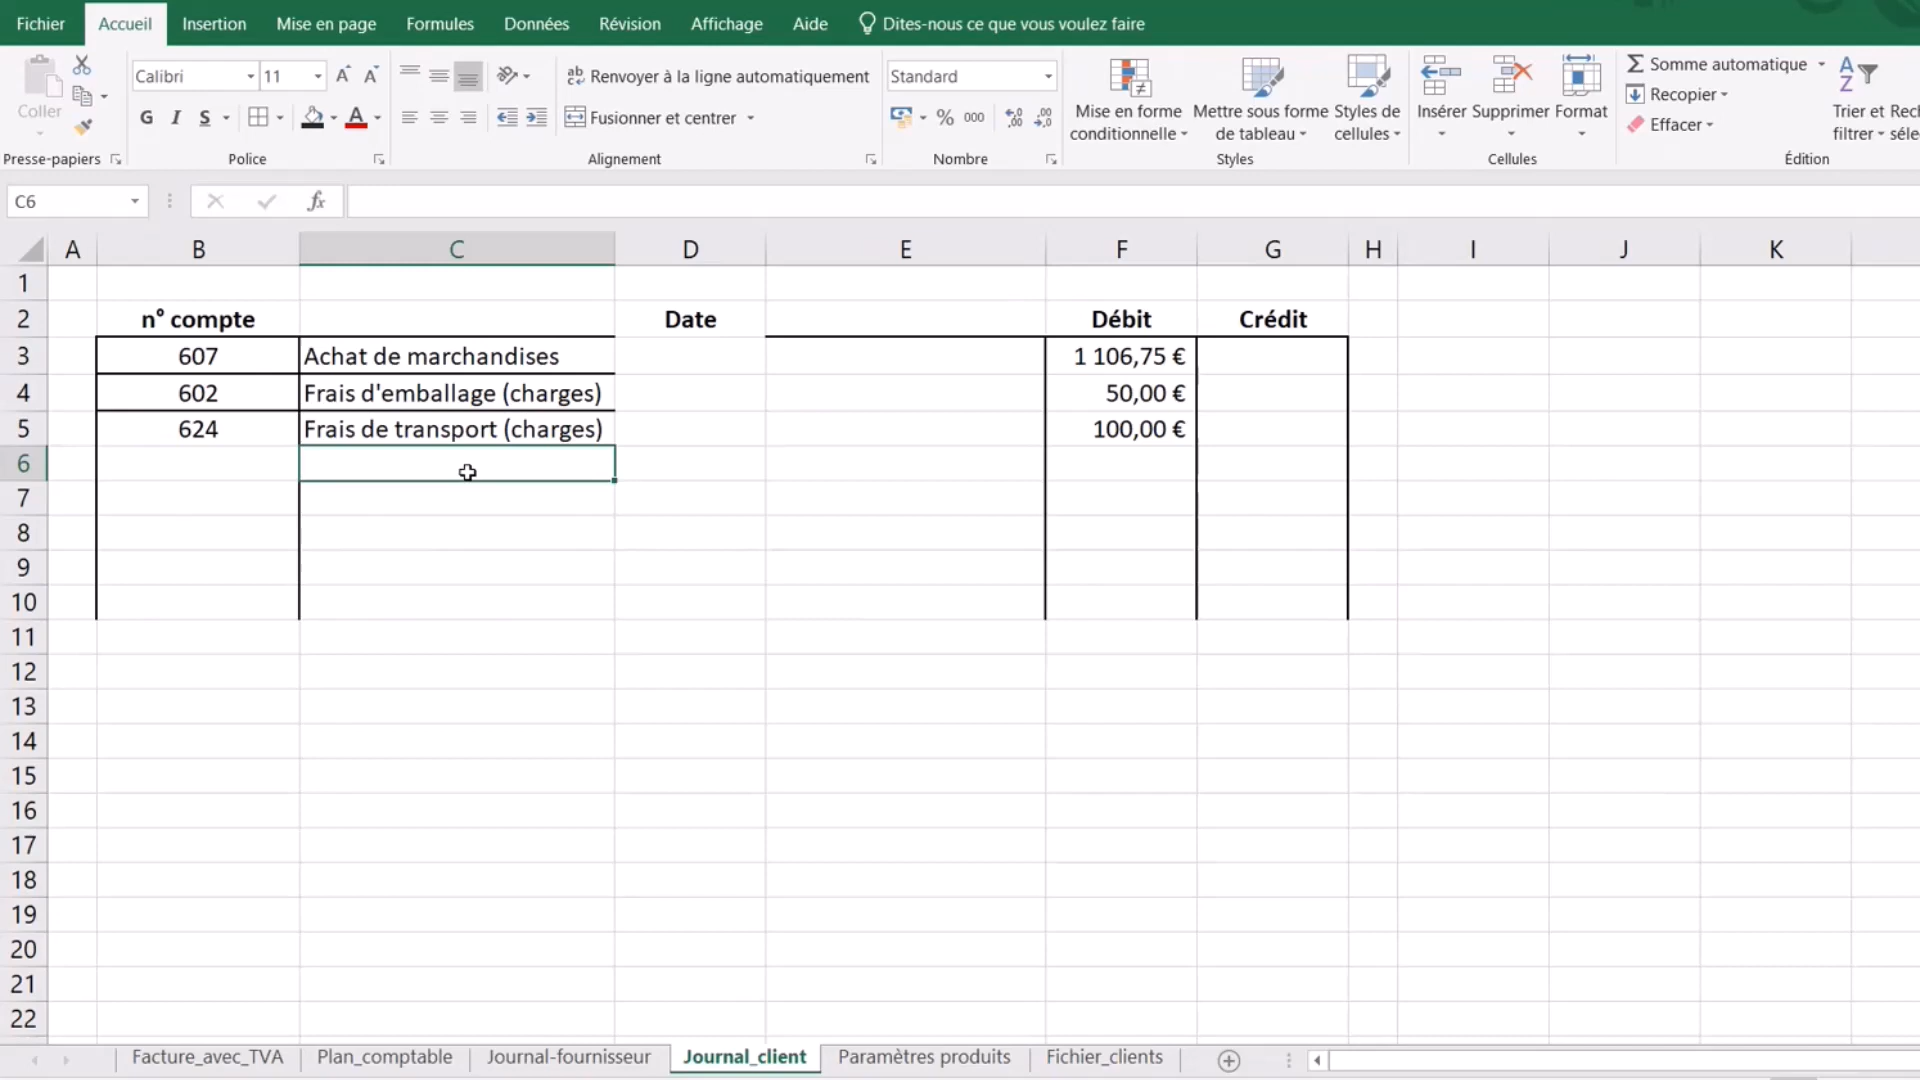 Fichier Accueil Insertion Mise en page Formules Données Révision Affichage Aide Dites-nous ce que vous voulez faire
Calibri 11 Renvoyer à la ligne automatiquement Standard Somme automatique
Coller Mise en forme Mettre sous forme Styles de Insérer Supprimer Format Recopier Trier et
G I S Fusionner et centrer % 000 conditionnelle de tableau cellules Effacer filtrer
Presse-papiers Police Alignement Nombre Styles Cellules Édition
C6 fx
A B C D E F G H I J K
1
2 n° compte Date Débit Crédit
3 607 Achat de marchandises 1 106,75 €
4 602 Frais d'emballage (charges) 50,00 €
5 624 Frais de transport (charges) 100,00 €
6
7
8
9
10
11
12
13
14
15
16
17
18
19
20
21
22
Facture_avec_TVA Plan_comptable Journal-fournisseur Journal_client Paramètres produits Fichier_clients